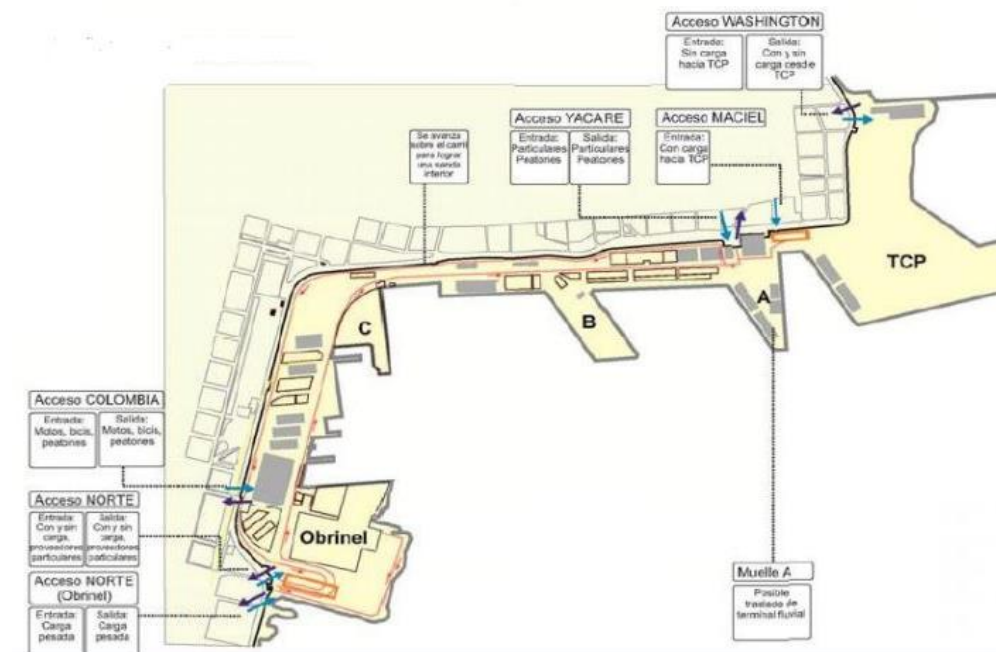 Acceso WASHINGTON
Entrada:
Sin carga
hacia TCP
Salida:
Con y sin
carga desde
TCP
Acceso YACARE
Entrada:
Particulares
Peatones
Salida:
Particulares
Peatones
Acceso MACIEL
Entrada:
Con carga
hacia TCP
Se avanza
sobre el carril
para lograr
una senda
interior
TCP
A
B
C
Acceso COLOMBIA
Entrada:
Motos, bicis,
peatones
Salida:
Motos, bicis,
peatones
Acceso NORTE
Entrada:
Con y sin
carga,
proveedores
particulares
Salida:
Con y sin
carga,
proveedores
particulares
Obrinel
Acceso NORTE
(Obrinel)
Entrada:
Carga
pesada
Salida:
Carga
pesada
Muelle A
Posible
traslado de
terminal fluvial